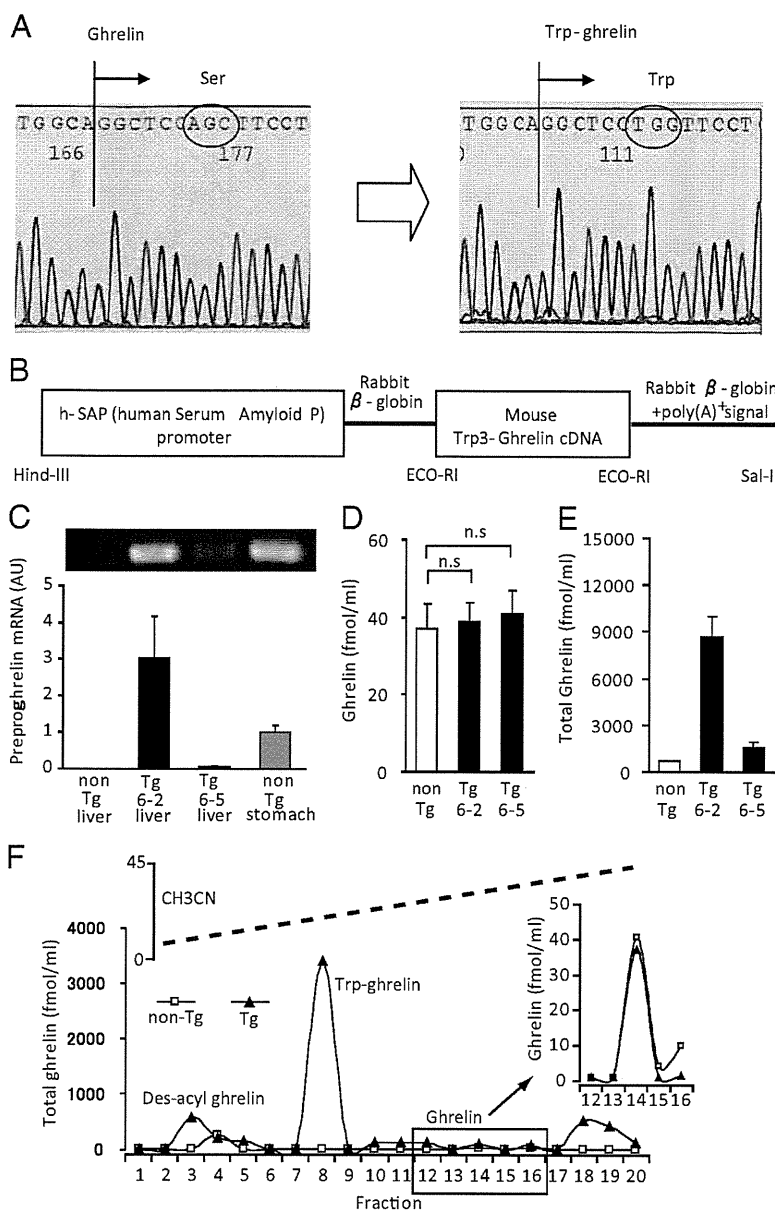 A
Ghrelin
Trp-ghrelin
Ser
Trp
TGGCAGGCTCCAGCTTCCT
166
177
TGGCAGGCTCCTGGTTCCT
111
B
h-SAP (human Serum Amyloid P)
promoter
Rabbit
β-globin
Mouse
Trp3-Ghrelin cDNA
Rabbit β-globin
+poly(A)+signal
Hind-III
ECO-RI
ECO-RI
Sal-I
C
Preproghrelin mRNA (AU)
5
4
3
2
1
0
non Tg liver
Tg 6-2 liver
Tg 6-5 liver
non Tg stomach
D
Ghrelin (fmol/ml)
60
40
20
0
n.s
n.s
non Tg
Tg 6-2
Tg 6-5
E
Total Ghrelin (fmol/ml)
15000
12000
9000
6000
3000
0
non Tg
Tg 6-2
Tg 6-5
F
45
CH3CN
0
Total ghrelin (fmol/ml)
4000
3000
2000
1000
0
non-Tg
Tg
Trp-ghrelin
Des-acyl ghrelin
Ghrelin
1 2 3 4 5 6 7 8 9 10 11 12 13 14 15 16 17 18 19 20
Fraction
Ghrelin (fmol/ml)
50
40
30
20
10
0
12 13 14 15 16